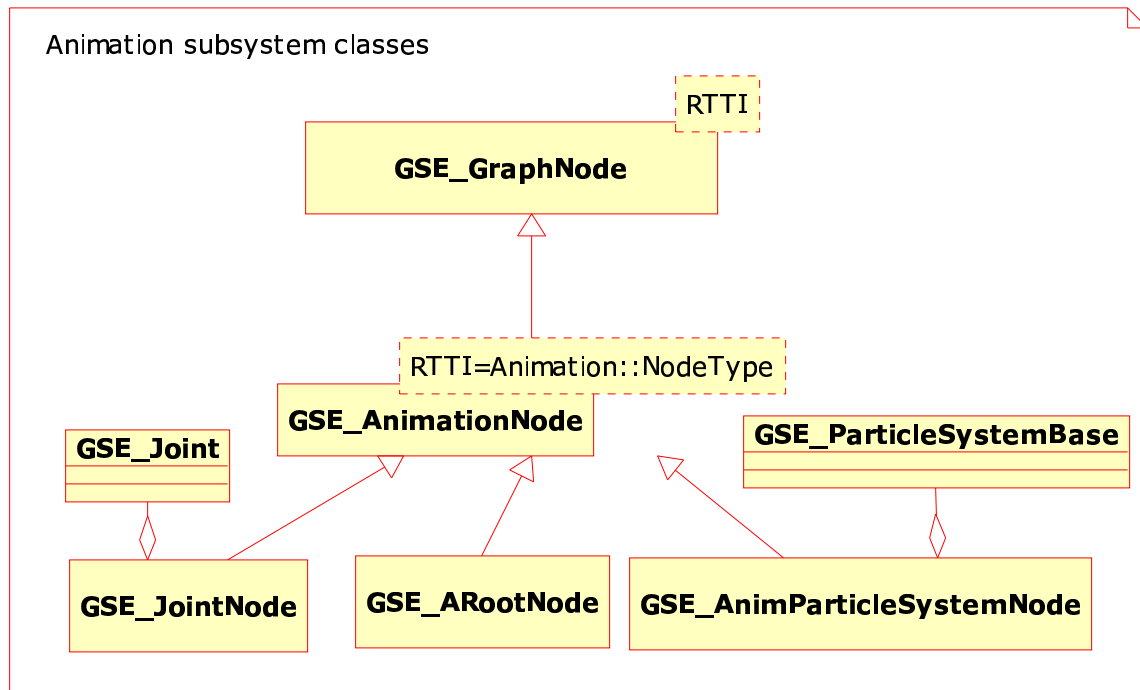 Animation subsystem classes
RTTI
GSE_GraphNode
RTTI=Animation::NodeType
GSE_AnimationNode
GSE_Joint
GSE_ParticleSystemBase
GSE_JointNode
GSE_ARootNode
GSE_AnimParticleSystemNode